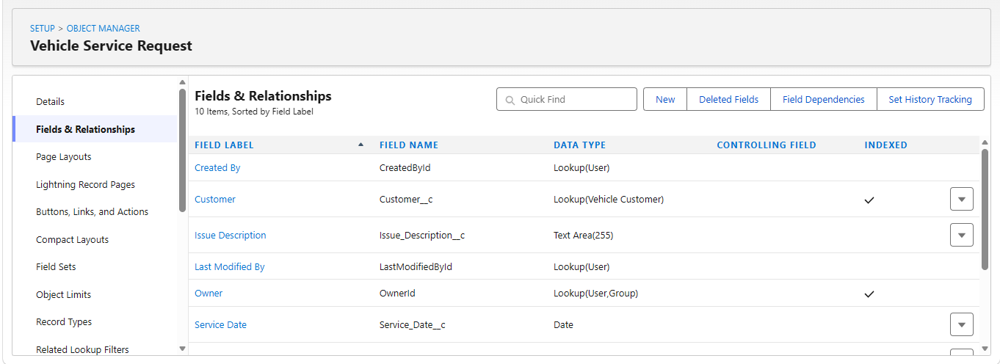 SETUP > OBJECT MANAGER
Vehicle Service Request
Details
Fields & Relationships
Page Layouts
Lightning Record Pages
Buttons, Links, and Actions
Compact Layouts
Field Sets
Object Limits
Record Types
Related Lookup Filters
Fields & Relationships
10 Items, Sorted by Field Label
Quick Find
New Deleted Fields Field Dependencies Set History Tracking
FIELD LABEL FIELD NAME DATA TYPE CONTROLLING FIELD INDEXED
Created By CreatedById Lookup(User)
Customer Customer__c Lookup(Vehicle Customer)
Issue Description Issue_Description__c Text Area(255)
Last Modified By LastModifiedById Lookup(User)
Owner OwnerId Lookup(User,Group)
Service Date Service_Date__c Date